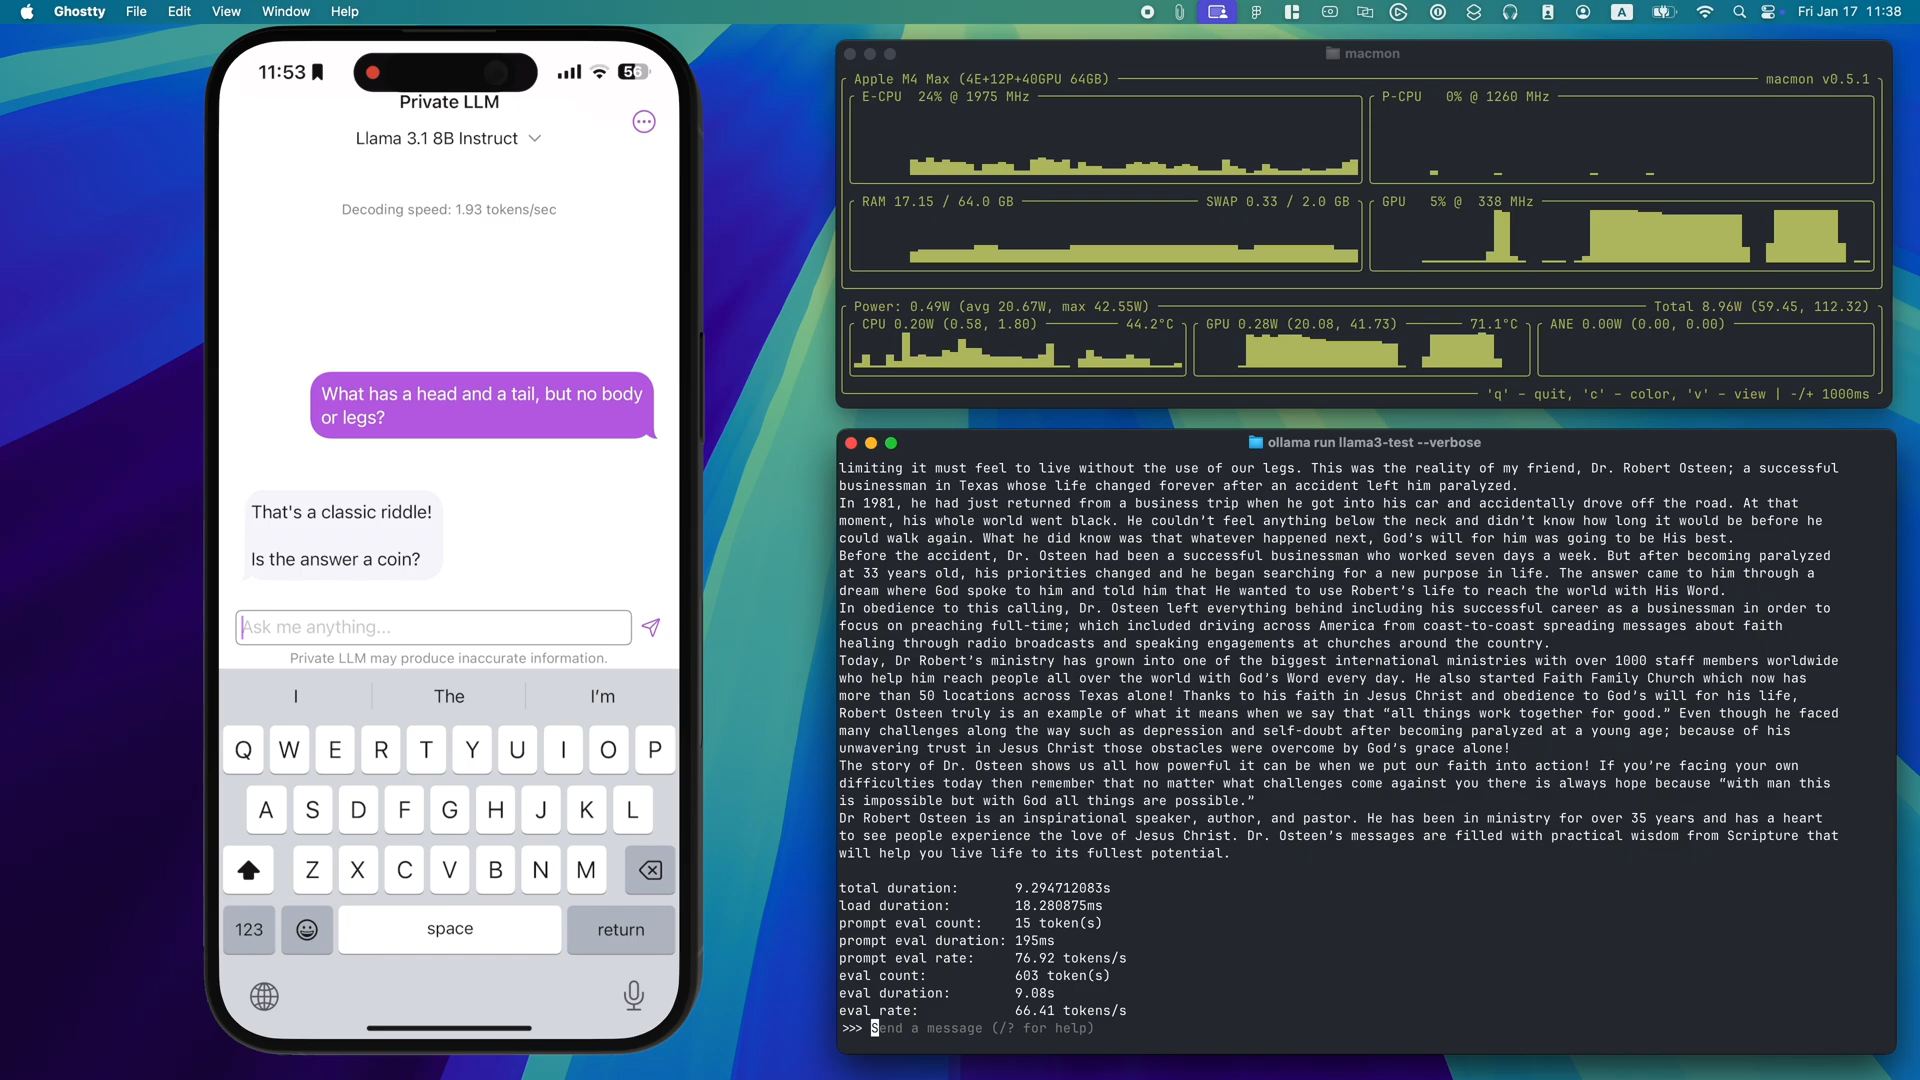 Ghostty File Edit View Window Help
A Fri Jan 17 11:38
11:53
56
Private LLM
Llama 3.1 8B Instruct
Decoding speed: 1.93 tokens/sec
What has a head and a tail, but no body
or legs?
That's a classic riddle!
Is the answer a coin?
Ask me anything...
Private LLM may produce inaccurate information.
I The I'm
Q W E R T Y U I O P
A S D F G H J K L
Z X C V B N M
123 space return
macmon
Apple M4 Max (4E+12P+40GPU 64GB) macmon v0.5.1
E-CPU 24% @ 1975 MHz P-CPU 0% @ 1260 MHz
RAM 17.15 / 64.0 GB SWAP 0.33 / 2.0 GB GPU 5% @ 338 MHz
Power: 0.49W (avg 20.67W, max 42.55W) Total 8.96W (59.45, 112.32)
CPU 0.20W (0.58, 1.80) 44.2°C GPU 0.28W (20.08, 41.73) 71.1°C ANE 0.00W (0.00, 0.00)
'q' – quit, 'c' – color, 'v' – view | -/+ 1000ms
ollama run llama3-test --verbose
limiting it must feel to live without the use of our legs. This was the reality of my friend, Dr. Robert Osteen; a successful
businessman in Texas whose life changed forever after an accident left him paralyzed.
In 1981, he had just returned from a business trip when he got into his car and accidentally drove off the road. At that
moment, his whole world went black. He couldn't feel anything below the neck and didn't know how long it would be before he
could walk again. What he did know was that whatever happened next, God's will for him was going to be His best.
Before the accident, Dr. Osteen had been a successful businessman who worked seven days a week. But after becoming paralyzed
at 33 years old, his priorities changed and he began searching for a new purpose in life. The answer came to him through a
dream where God spoke to him and told him that He wanted to use Robert's life to reach the world with His Word.
In obedience to this calling, Dr. Osteen left everything behind including his successful career as a businessman in order to
focus on preaching full-time; which included driving across America from coast-to-coast spreading messages about faith
healing through radio broadcasts and speaking engagements at churches around the country.
Today, Dr Robert's ministry has grown into one of the biggest international ministries with over 1000 staff members worldwide
who help him reach people all over the world with God's Word every day. He also started Faith Family Church which now has
more than 50 locations across Texas alone! Thanks to his faith in Jesus Christ and obedience to God's will for his life,
Robert Osteen truly is an example of what it means when we say that “all things work together for good.” Even though he faced
many challenges along the way such as depression and self-doubt after becoming paralyzed at a young age; because of his
unwavering trust in Jesus Christ those obstacles were overcome by God's grace alone!
The story of Dr. Osteen shows us all how powerful it can be when we put our faith into action! If you're facing your own
difficulties today then remember that no matter what challenges come against you there is always hope because “with man this
is impossible but with God all things are possible.”
Dr Robert Osteen is an inspirational speaker, author, and pastor. He has been in ministry for over 35 years and has a heart
to see people experience the love of Jesus Christ. Dr. Osteen's messages are filled with practical wisdom from Scripture that
will help you live life to its fullest potential.
total duration: 9.294712083s
load duration: 18.280875ms
prompt eval count: 15 token(s)
prompt eval duration: 195ms
prompt eval rate: 76.92 tokens/s
eval count: 603 token(s)
eval duration: 9.08s
eval rate: 66.41 tokens/s
>>> Send a message (/? for help)